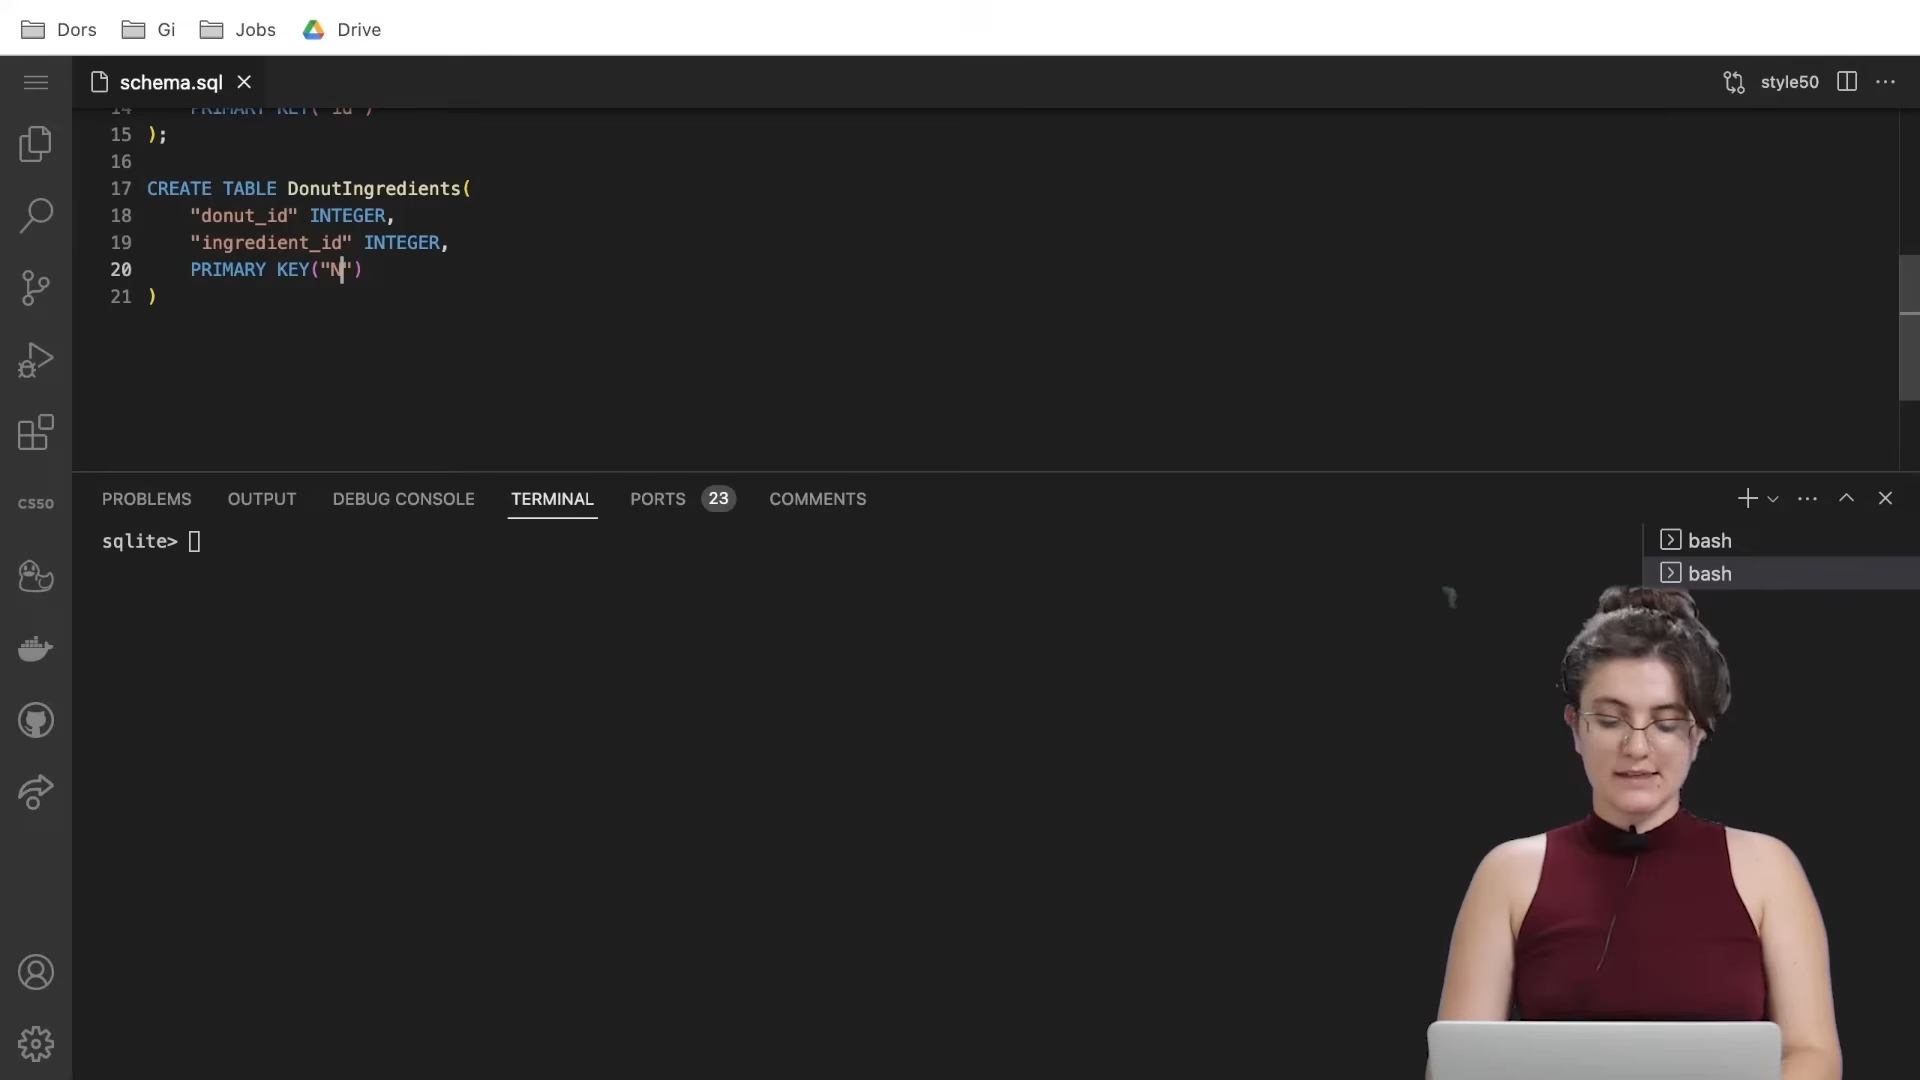 Dors Gi Jobs Drive
schema.sql
style50
14 PRIMARY KEY("id")
15 );
16
17 CREATE TABLE DonutIngredients(
18 "donut_id" INTEGER,
19 "ingredient_id" INTEGER,
20 PRIMARY KEY("N")
21 )
CS50
PROBLEMS OUTPUT DEBUG CONSOLE TERMINAL PORTS 23 COMMENTS
sqlite>
bash
bash